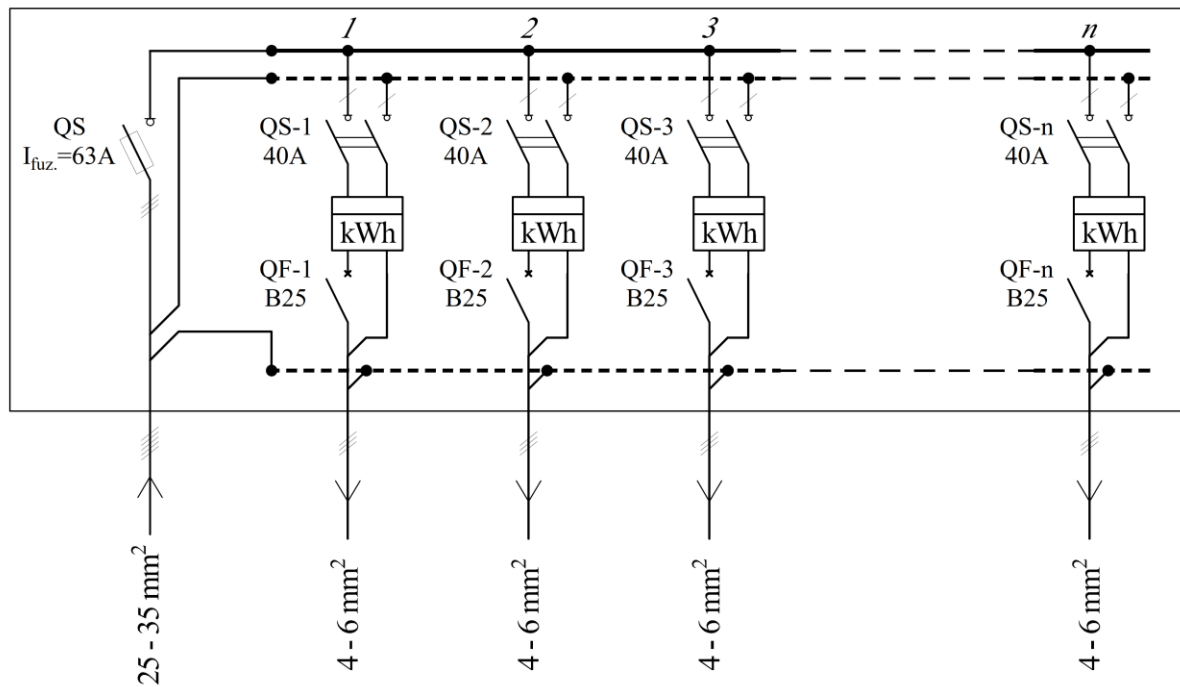 1
2
3
n
QS
I_fuz.=63A
QS-1
40A
QS-2
40A
QS-3
40A
QS-n
40A
kWh
kWh
kWh
kWh
QF-1
B25
QF-2
B25
QF-3
B25
QF-n
B25
25 - 35 mm²
4 - 6 mm²
4 - 6 mm²
4 - 6 mm²
4 - 6 mm²